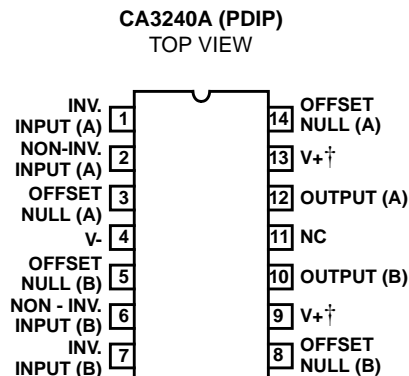 CA3240A (PDIP)
TOP VIEW
INV.
INPUT (A)
1
NON-INV.
INPUT (A)
2
OFFSET
NULL (A)
3
V-
4
OFFSET
NULL (B)
5
NON - INV.
INPUT (B)
6
INV.
INPUT (B)
7
14
OFFSET
NULL (A)
13
V+†
12
OUTPUT (A)
11
NC
10
OUTPUT (B)
9
V+†
8
OFFSET
NULL (B)